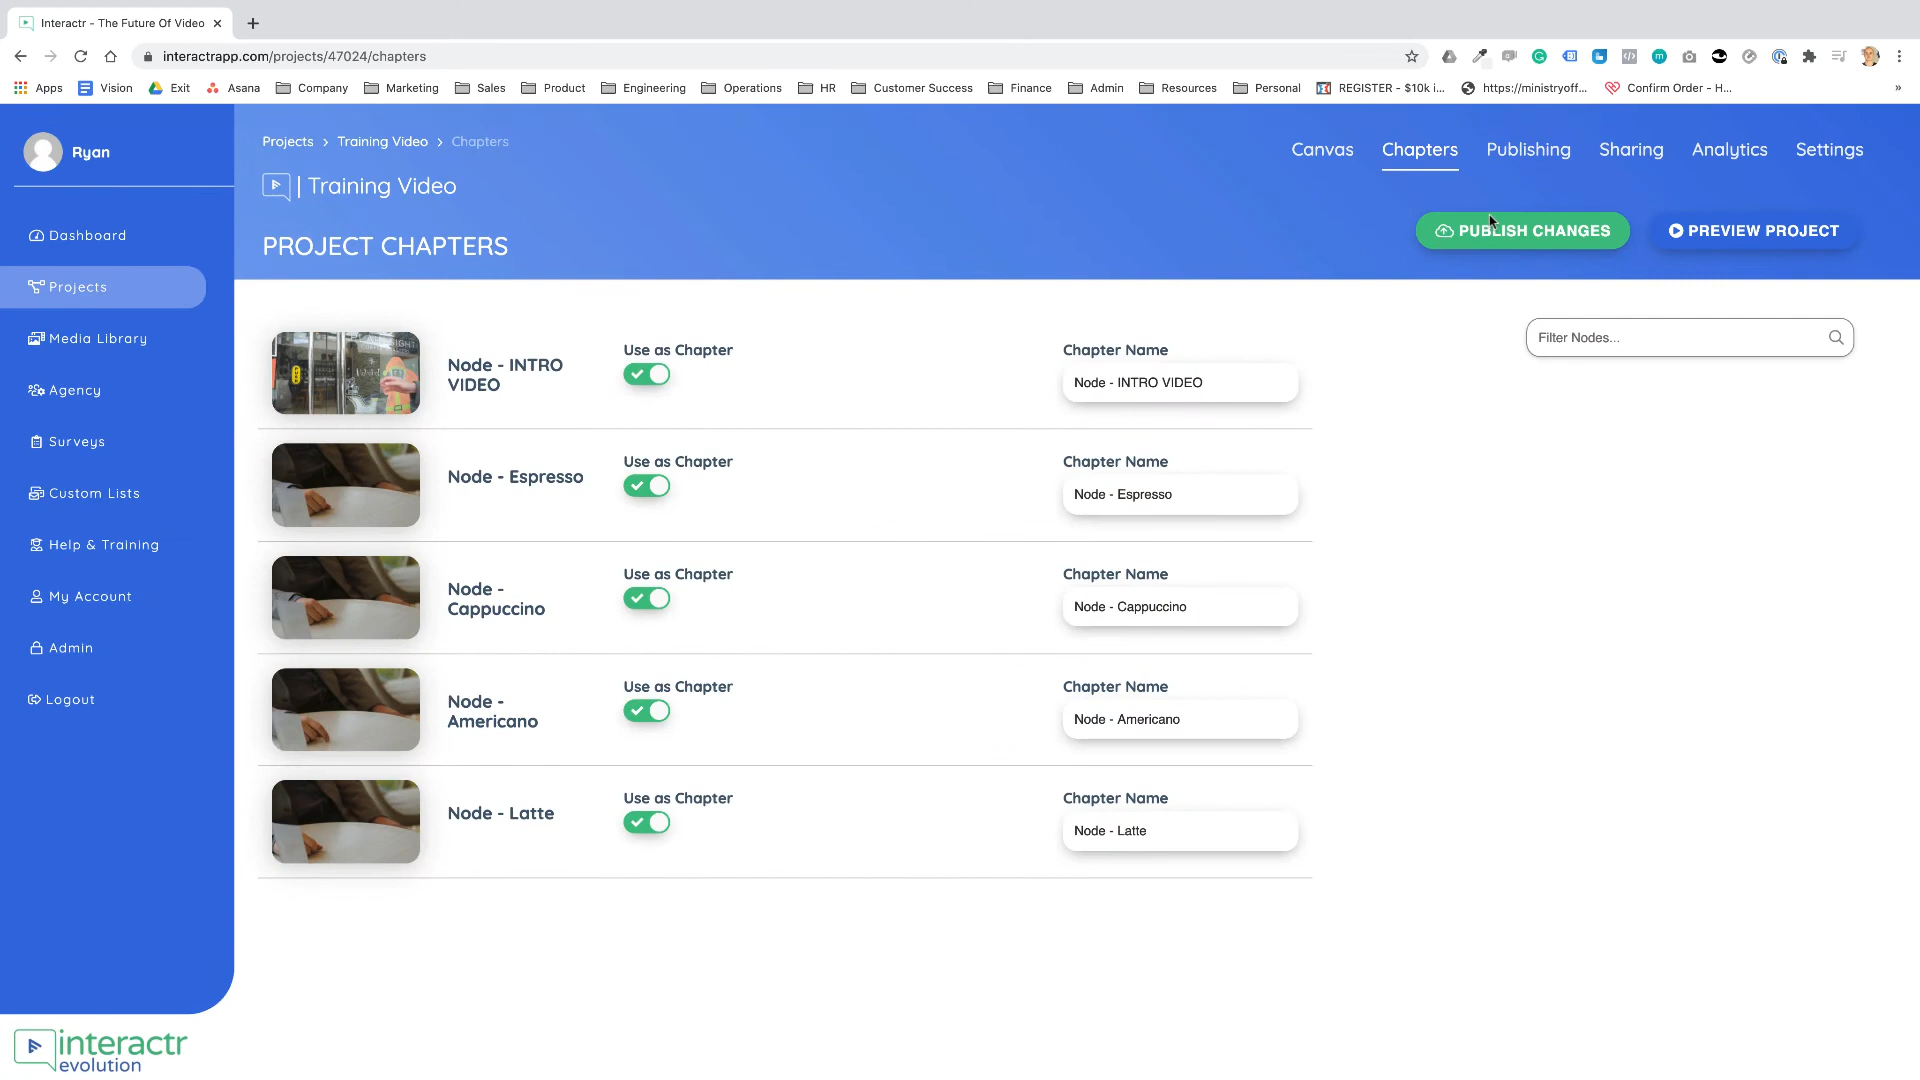 Interactr - The Future Of Video
interactrapp.com/projects/47024/chapters
Apps Vision Exit Asana Company Marketing Sales Product Engineering Operations HR Customer Success Finance Admin Resources Personal REGISTER - $10k i... https://ministryoff... Confirm Order - H... »
Ryan
Dashboard
Projects
Media Library
Agency
Surveys
Custom Lists
Help & Training
My Account
Admin
Logout
interactr
evolution
Projects > Training Video > Chapters
| Training Video
PROJECT CHAPTERS
Canvas Chapters Publishing Sharing Analytics Settings
PUBLISH CHANGES PREVIEW PROJECT
Filter Nodes...
Node - INTRO
VIDEO
Use as Chapter
Chapter Name
Node - INTRO VIDEO
Node - Espresso
Use as Chapter
Chapter Name
Node - Espresso
Node -
Cappuccino
Use as Chapter
Chapter Name
Node - Cappuccino
Node -
Americano
Use as Chapter
Chapter Name
Node - Americano
Node - Latte
Use as Chapter
Chapter Name
Node - Latte